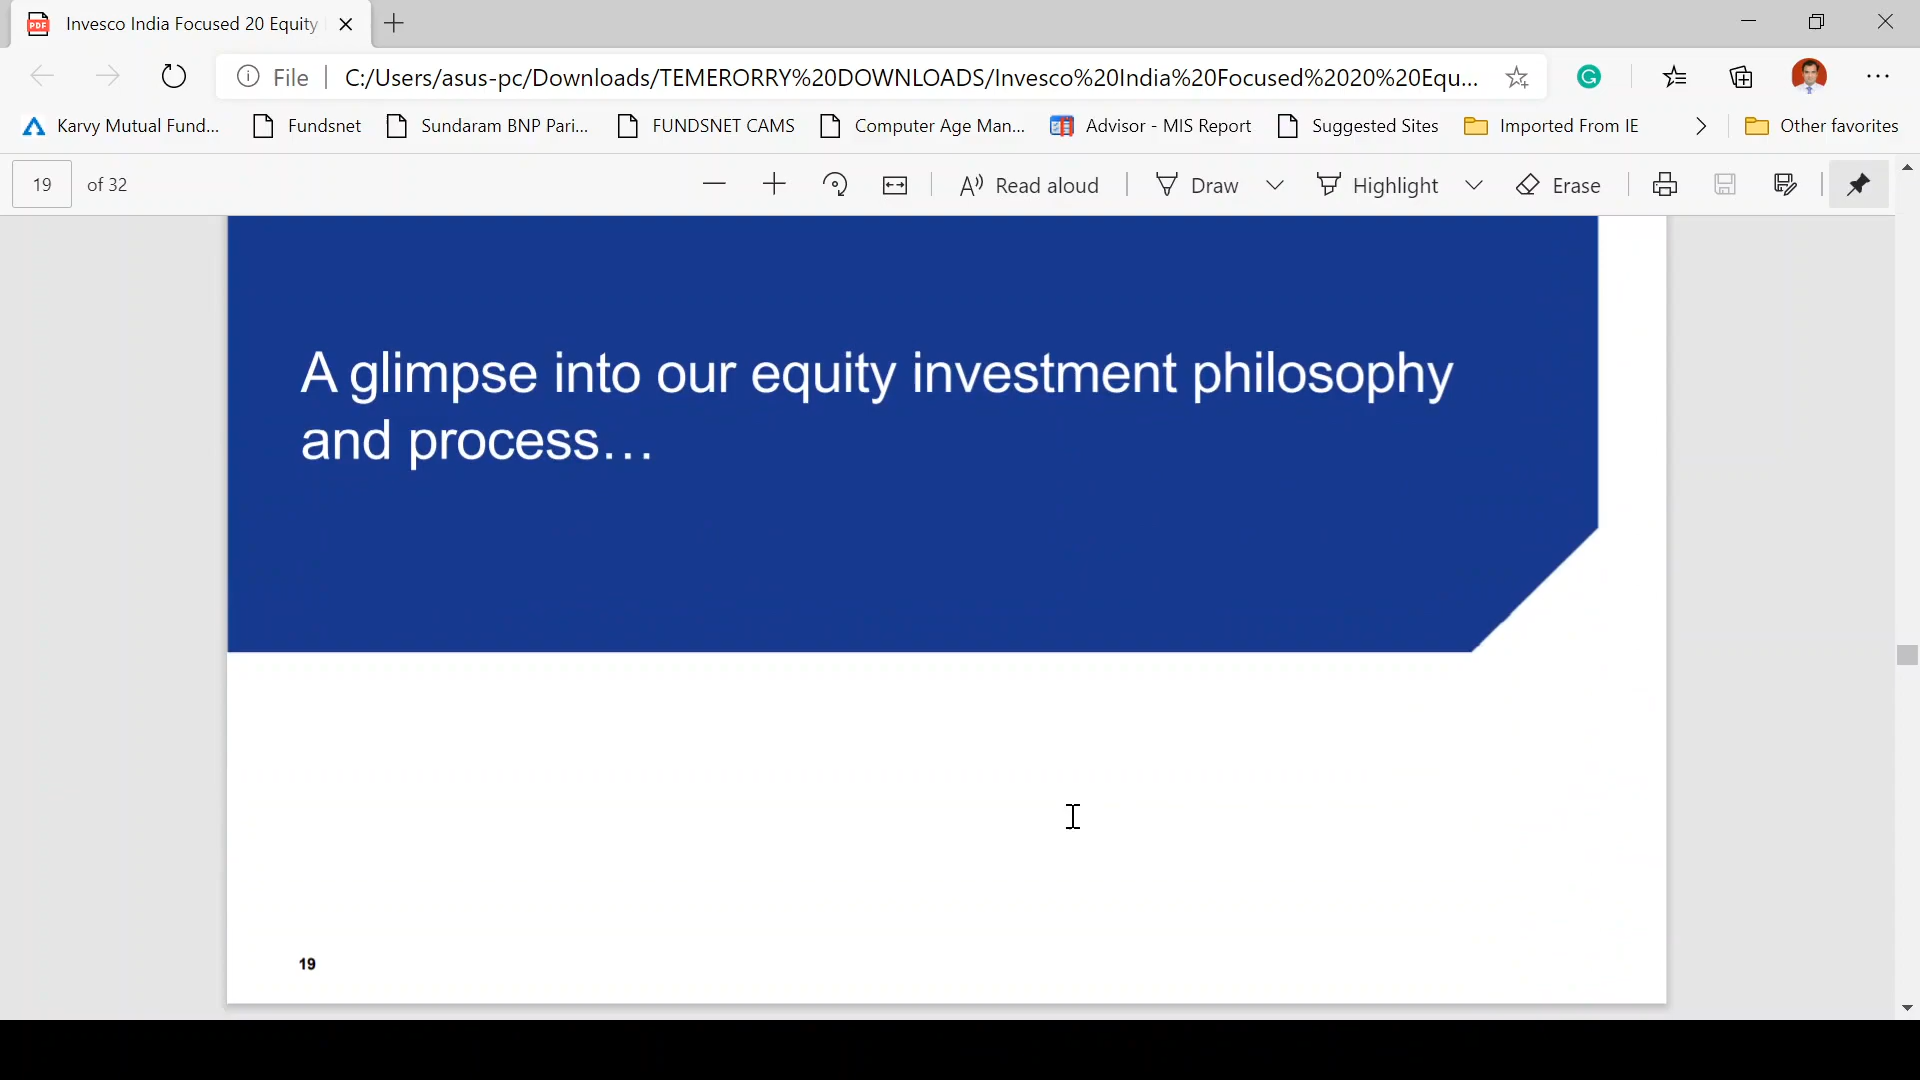 PDF Invesco India Focused 20 Equity
File C:/Users/asus-pc/Downloads/TEMERORRY%20DOWNLOADS/Invesco%20India%20Focused%2020%20Equ... G
Karvy Mutual Fund... Fundsnet Sundaram BNP Pari... FUNDSNET CAMS Computer Age Man... Advisor - MIS Report Suggested Sites Imported From IE Other favorites
19 of 32 Read aloud Draw Highlight Erase
A glimpse into our equity investment philosophy
and process...
19